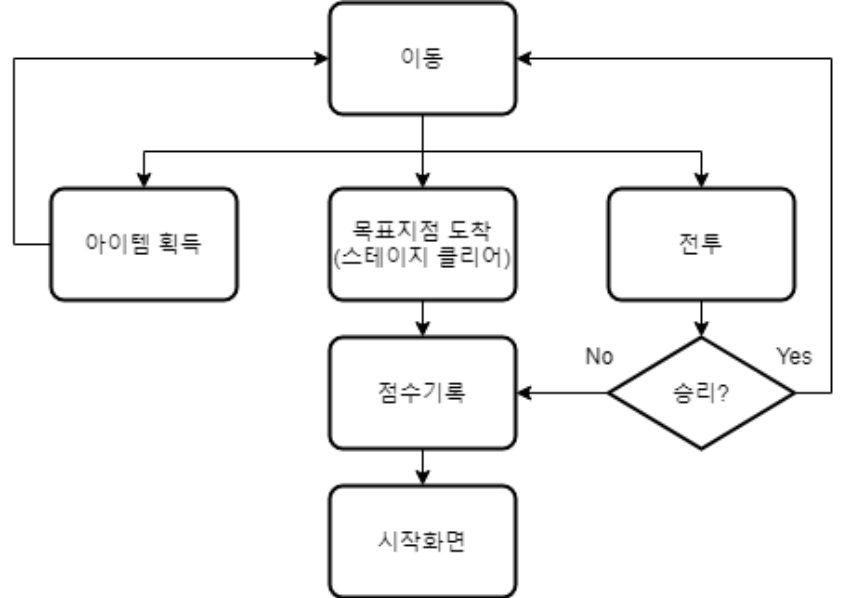 이동
아이템 획득
목표지점 도착
(스테이지 클리어)
전투
No
Yes
점수기록
승리?
시작화면